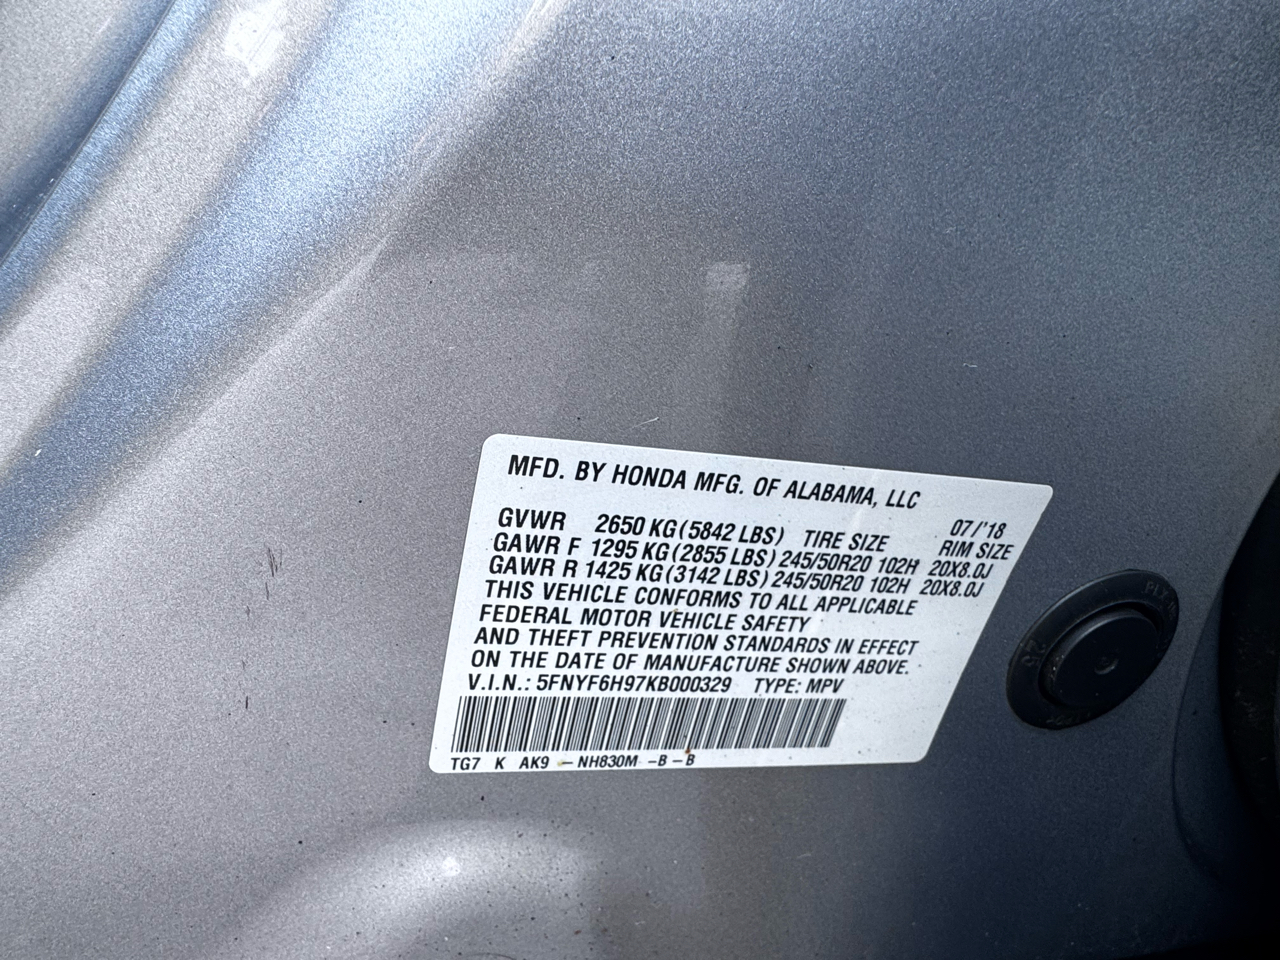 MFD. BY HONDA MFG. OF ALABAMA, LLC
07/'18
GVWR 2650 KG (5842 LBS) TIRE SIZE RIM SIZE
GAWR F 1295 KG (2855 LBS) 245/50R20 102H 20X8.0J
GAWR R 1425 KG (3142 LBS) 245/50R20 102H 20X8.0J
THIS VEHICLE CONFORMS TO ALL APPLICABLE
FEDERAL MOTOR VEHICLE SAFETY
AND THEFT PREVENTION STANDARDS IN EFFECT
ON THE DATE OF MANUFACTURE SHOWN ABOVE.
V.I.N.: 5FNYF6H97KB000329 TYPE: MPV
TG7 K AK9 – NH830M – B – B
25